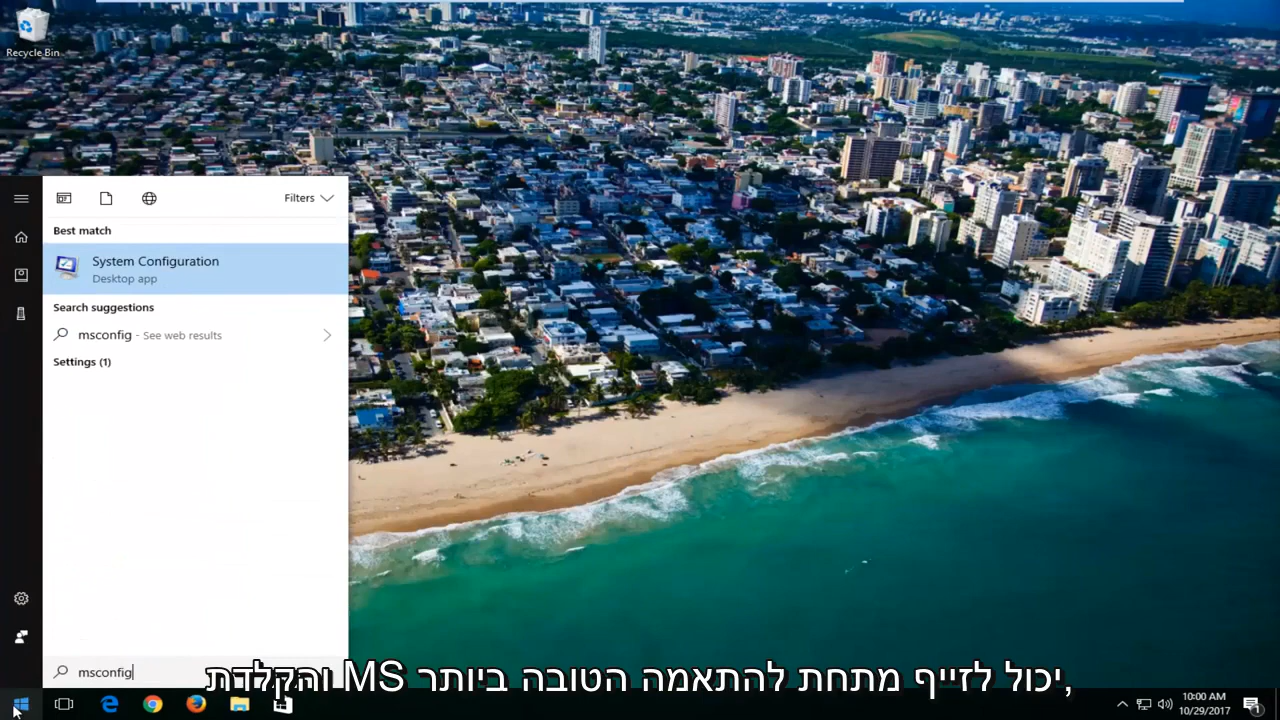 Recycle Bin
Filters
Best match
System Configuration
Desktop app
Search suggestions
msconfig - See web results
Settings (1)
msconfig
והקלדת MS יכול לזייף מתחת להתאמה הטובה ביותר,
10:00 AM
10/29/2017
1